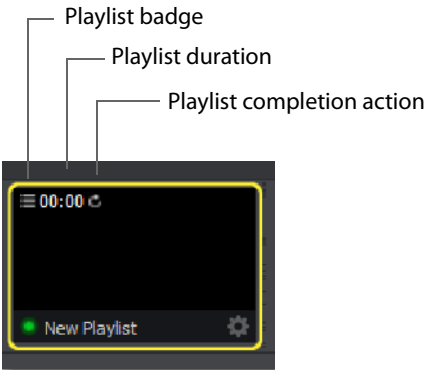 Playlist badge
Playlist duration
Playlist completion action
00:00
New Playlist